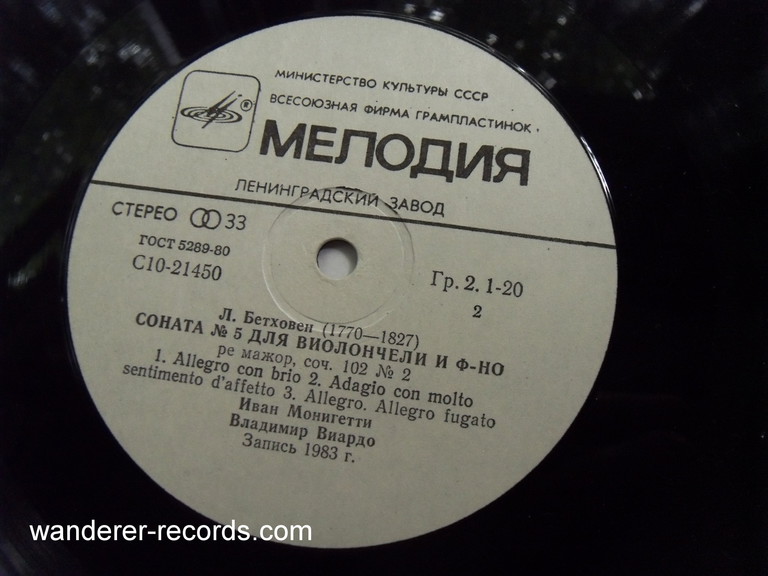 МИНИСТЕРСТВО КУЛЬТУРЫ СССР
ВСЕСОЮЗНАЯ ФИРМА ГРАМПЛАСТИНОК
®
МЕЛОДИЯ
ЛЕНИНГРАДСКИЙ ЗАВОД
СТЕРЕО 33
ГОСТ 5289-80
С10-21450
Гр. 2. 1-20
2
Л. Бетховен (1770—1827)
СОНАТА № 5 ДЛЯ ВИОЛОНЧЕЛИ И Ф-НО
ре мажор, соч. 102 № 2
1. Allegro con brio 2. Adagio con molto
sentimento d'affetto 3. Allegro. Allegro fugato
Иван Монигетти
Владимир Виардо
Запись 1983 г.
wanderer-records.com